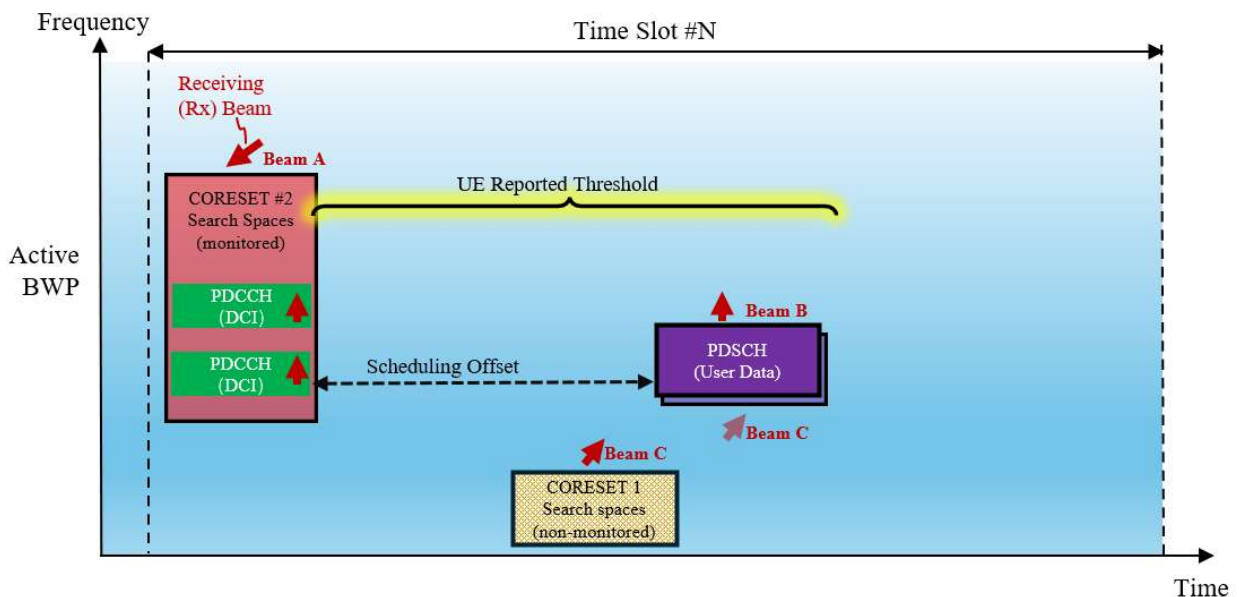 Frequency
Time Slot #N
Receiving
(Rx) Beam
Beam A
UE Reported Threshold
CORESET #2
Search Spaces
(monitored)
Active
BWP
PDCCH
(DCI)
Beam B
PDCCH
(DCI)
Scheduling Offset
PDSCH
(User Data)
Beam C
Beam C
CORESET 1
Search spaces
(non-monitored)
Time